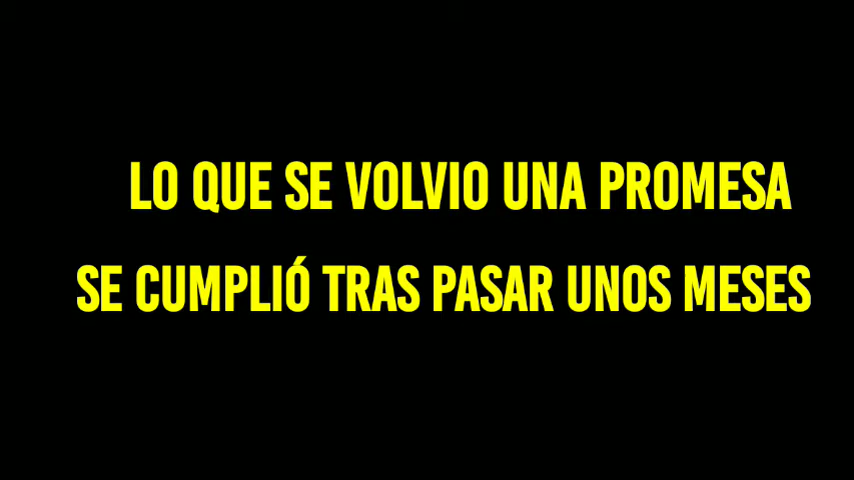 LO QUE SE VOLVIO UNA PROMESA
SE CUMPLIÓ TRAS PASAR UNOS MESES